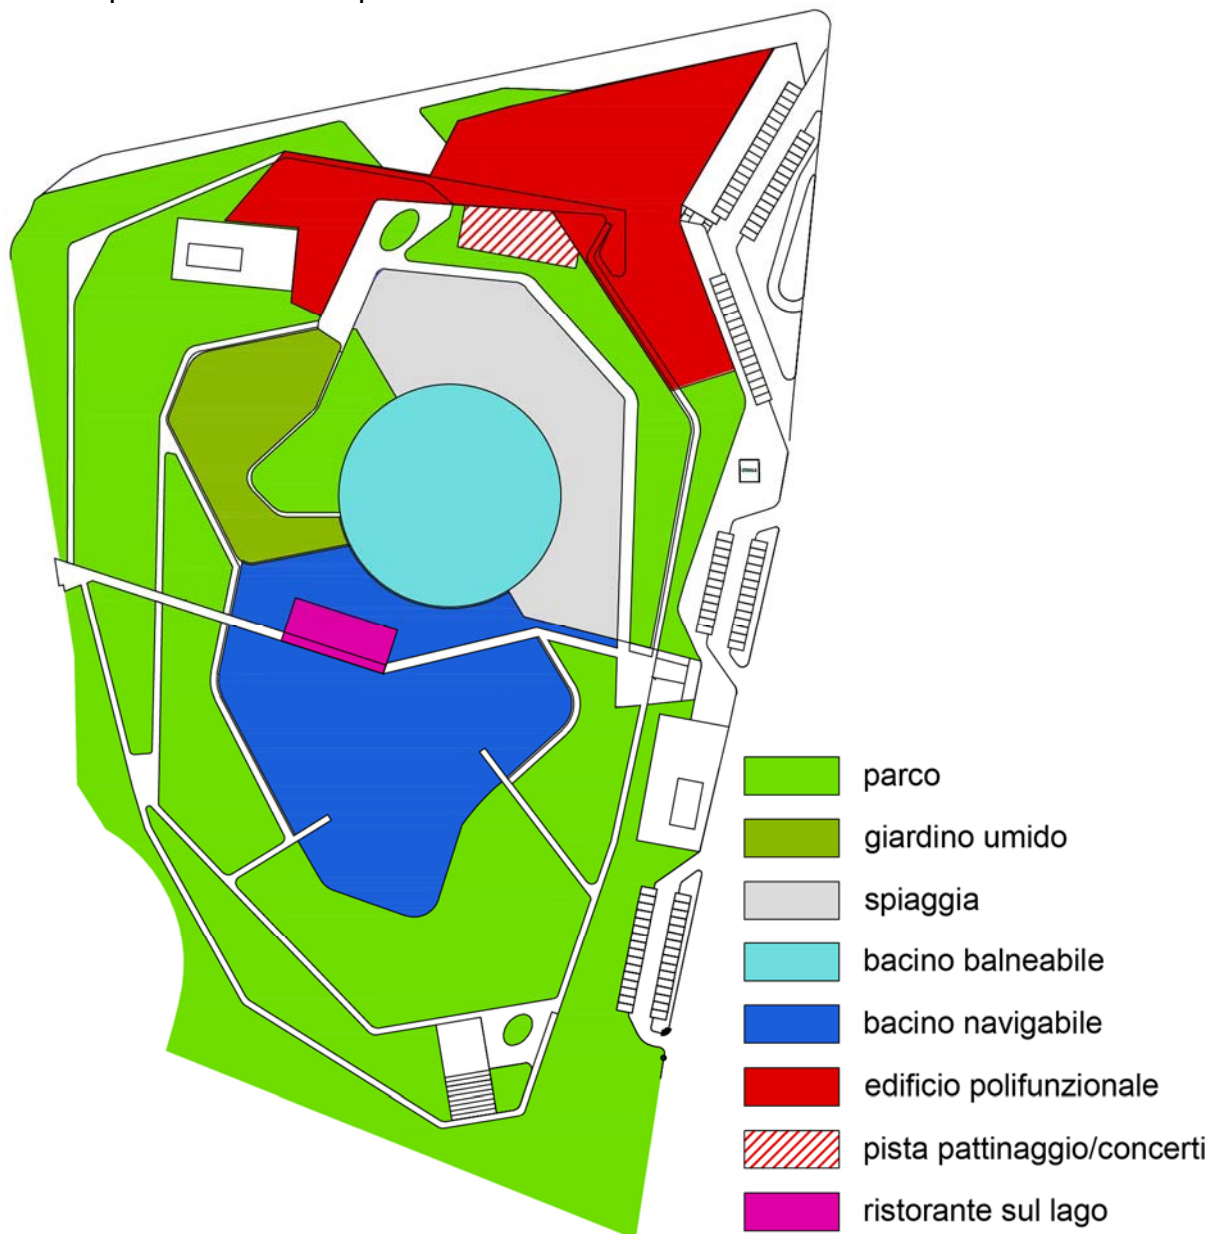 parco
giardino umido
spiaggia
bacino balneabile
bacino navigabile
edificio polifunzionale
pista pattinaggio/concerti
ristorante sul lago